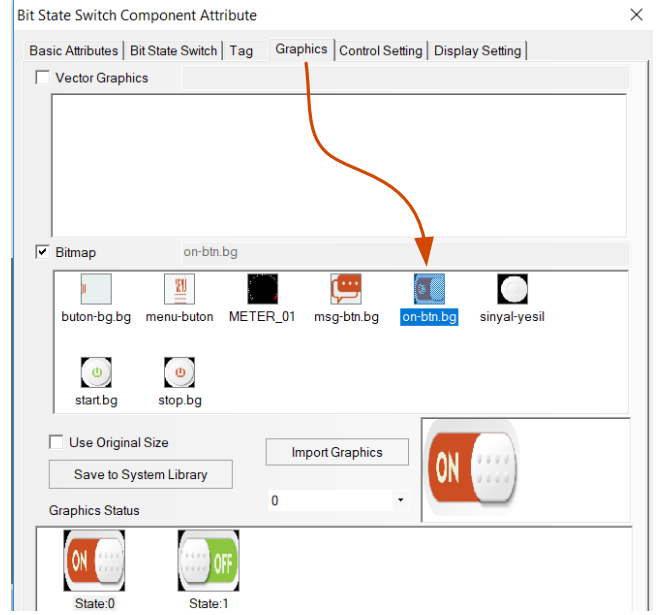 Bit State Switch Component Attribute
Basic Attributes Bit State Switch Tag Graphics Control Setting Display Setting
Vector Graphics
Bitmap on-btn.bg
buton-bg.bg menu-buton METER_01 msg-btn.bg on-btn.bg sinyal-yesil
start.bg stop.bg
Use Original Size
Import Graphics
Save to System Library
ON
0
Graphics Status
ON OFF
State:0 State:1